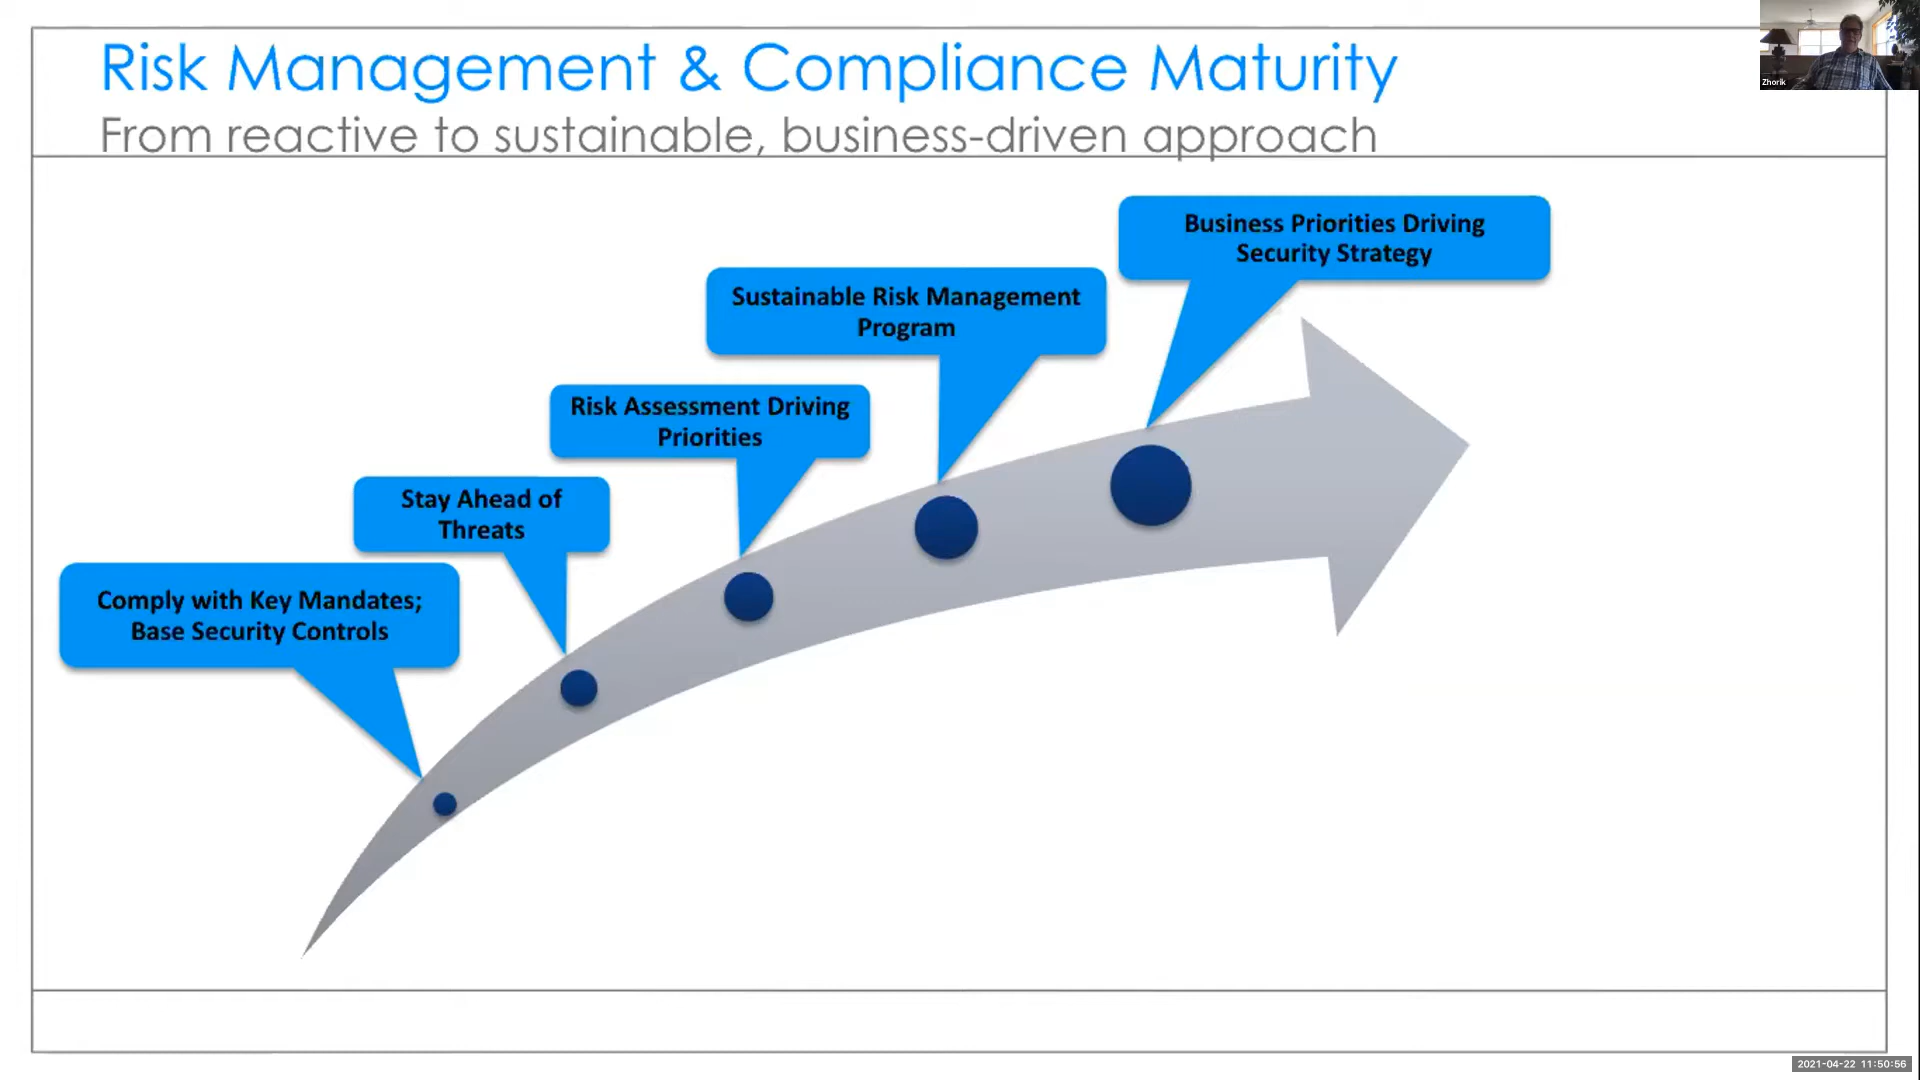 Risk Management & Compliance Maturity
From reactive to sustainable, business-driven approach
Zhorik
Business Priorities Driving
Security Strategy
Sustainable Risk Management
Program
Risk Assessment Driving
Priorities
Stay Ahead of
Threats
Comply with Key Mandates;
Base Security Controls
2021-04-22 11:50:56